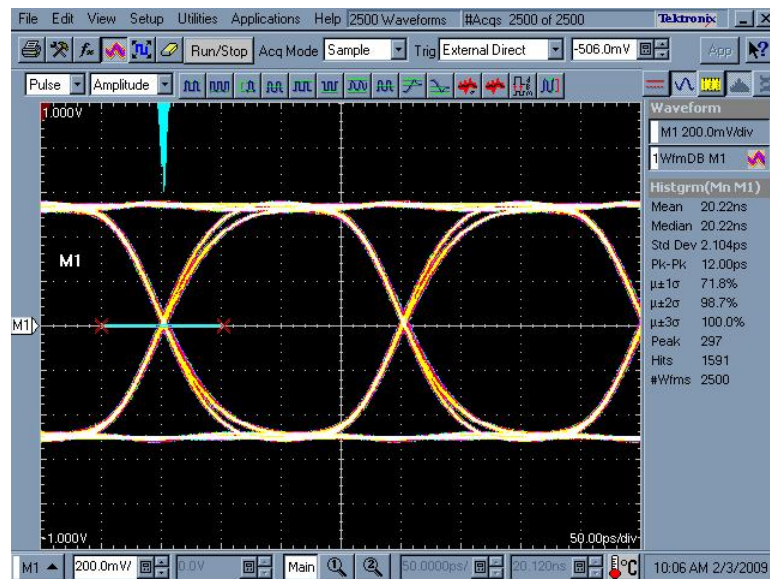 File Edit View Setup Utilities Applications Help 2500 Waveforms #Acqs 2500 of 2500 Tektronix
Run/Stop Acq Mode Sample Trig External Direct -506.0mV App
Pulse Amplitude
1.000V
Waveform
M1 200.0mV/div
1WfmDB M1
Histgrm(Mn M1)
Mean 20.22ns
Median 20.22ns
Std Dev 2.104ps
Pk-Pk 12.00ps
µ±1σ 71.8%
µ±2σ 98.7%
µ±3σ 100.0%
Peak 297
Hits 1591
#Wfms 2500
M1
M1
-1.000V
50.00ps/div
M1 200.0mV/ 0.0V Main 1 2 50.0000ps/ 20.120ns °C 10:06 AM 2/3/2009